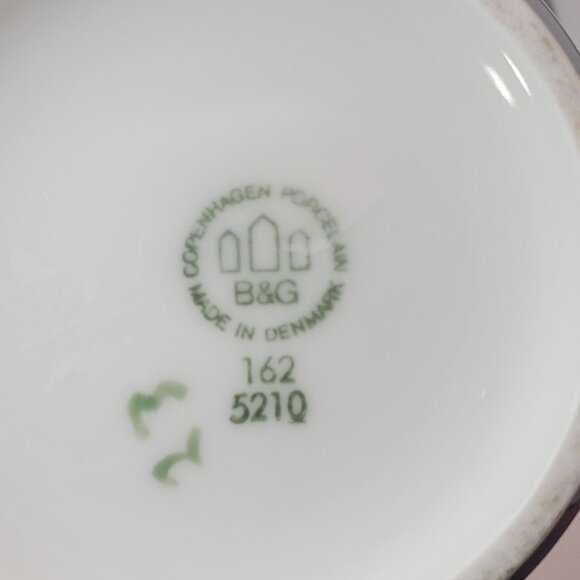 COPENHAGEN PORCELAIN
B&G
MADE IN DENMARK
162
5210